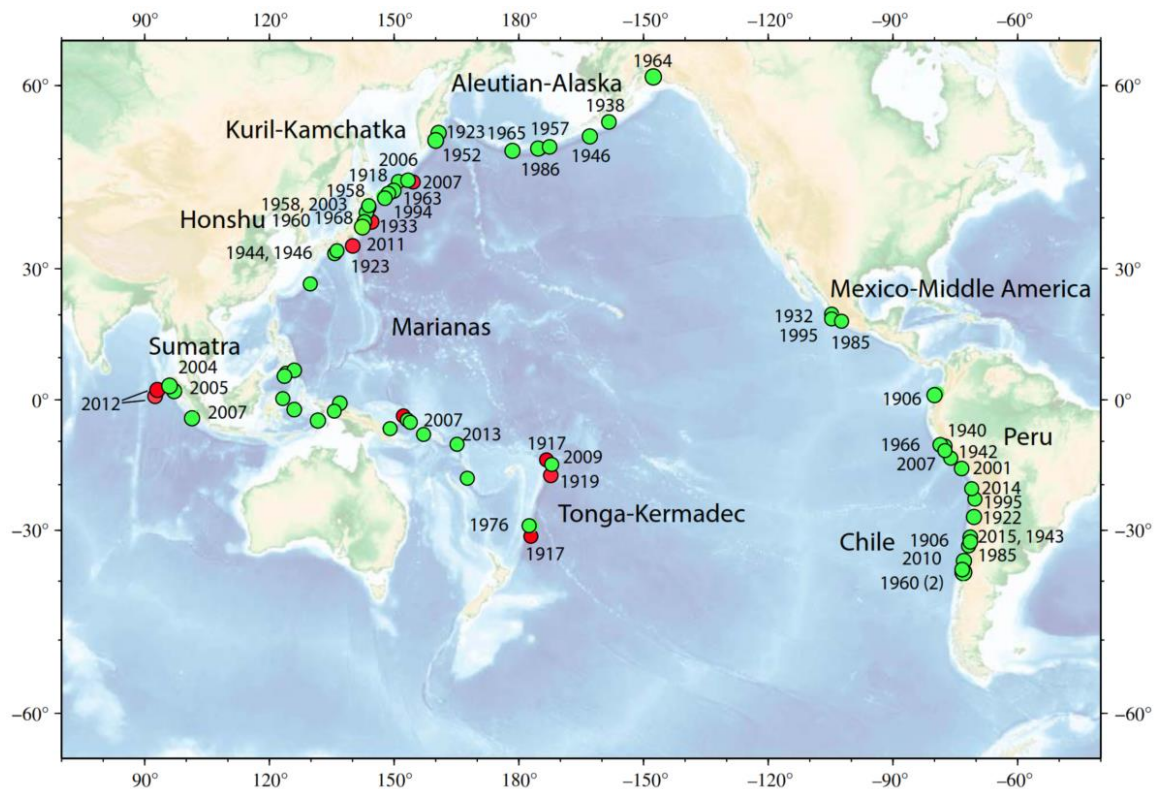 90° 120° 150° 180° −150° −120° −90° −60°
1964
60° 60°
Aleutian-Alaska
1938
Kuril-Kamchatka 1923 1965 1957
1952 1946
2006 1986
1918 2007
1958 1963
1958, 2003 1994
Honshu 1960 1968 1933
1944, 1946 2011
30° 1923 30°
Mexico-Middle America
Marianas 1932
1995 1985
Sumatra
2004
2005
2012 0° 0°
1906
2007 2007 1940
2013 1966 Peru
1917 1942
2009 2007 2001
1919 2014
1995
Tonga-Kermadec 1922
1976
−30° −30°
1906 2015, 1943
Chile
1917 1985
2010
1960 (2)
−60° −60°
90° 120° 150° 180° −150° −120° −90° −60°